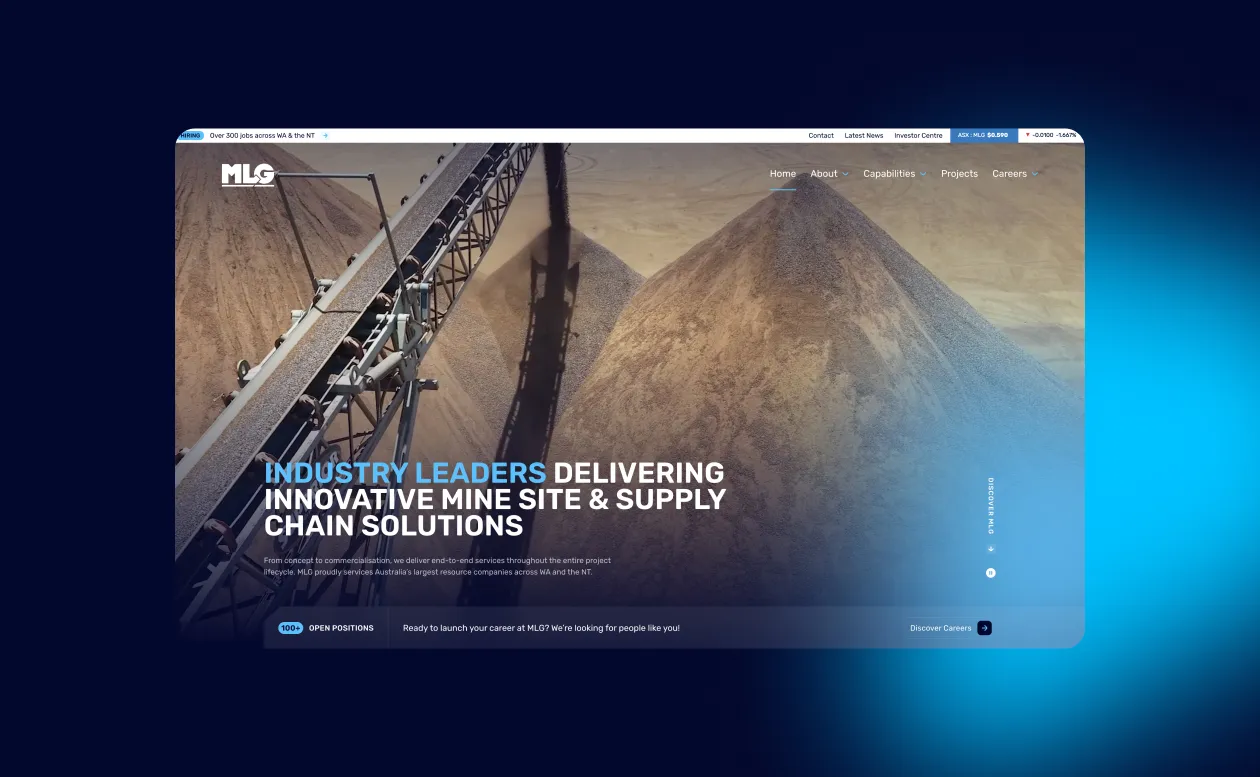 HIRING Over 300 jobs across WA & the NT +
Contact Latest News Investor Centre ASX : MLG $0.590 ▼ -0.0100 -1.667%
MLG
Home About Capabilities Projects Careers
INDUSTRY LEADERS DELIVERING
INNOVATIVE MINE SITE & SUPPLY
CHAIN SOLUTIONS
From concept to commercialisation, we deliver end-to-end services throughout the entire project
lifecycle. MLG proudly services Australia's largest resource companies across WA and the NT.
DISCOVER MLG
100+ OPEN POSITIONS
Ready to launch your career at MLG? We're looking for people like you!
Discover Careers